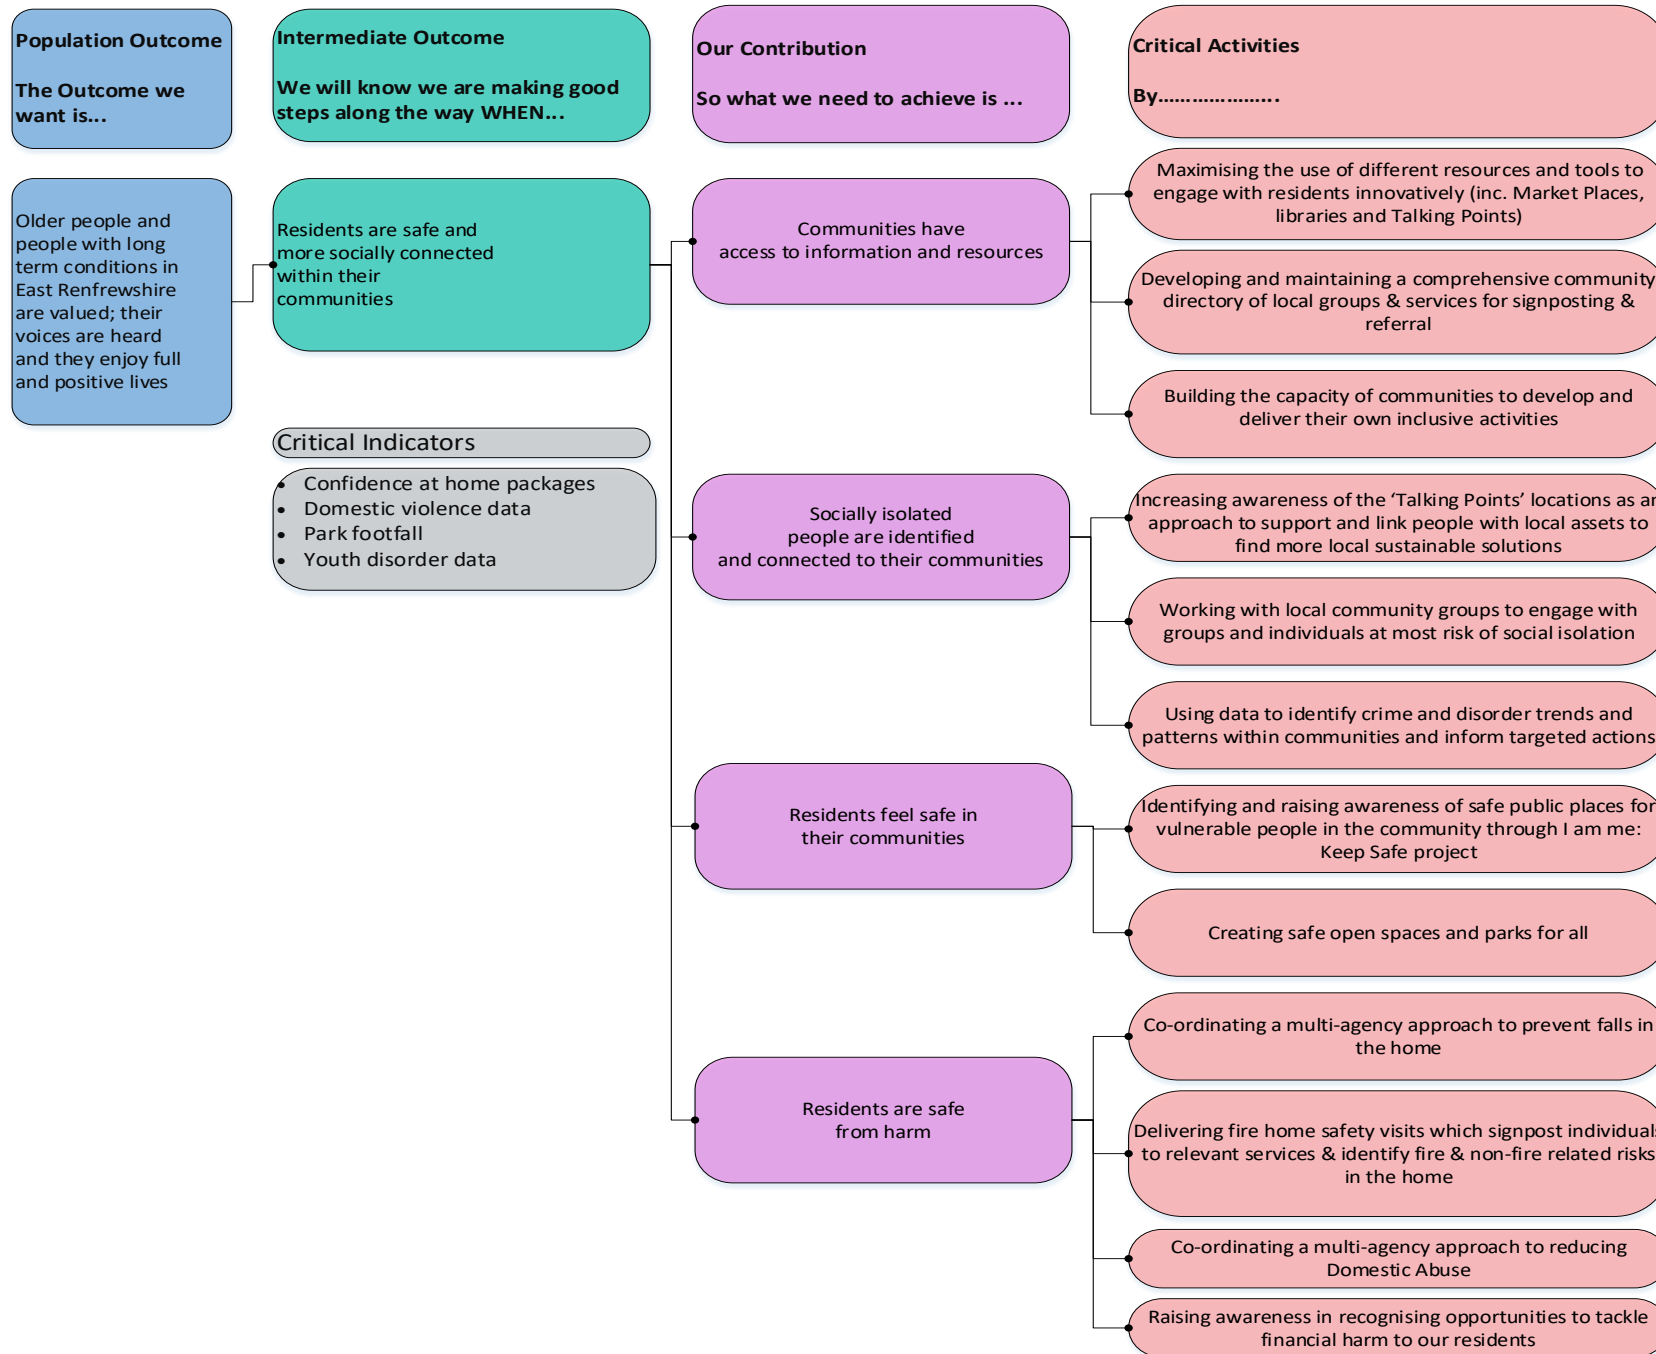 Population Outcome
The Outcome we
want is...
Intermediate Outcome
We will know we are making good
steps along the way WHEN...
Our Contribution
So what we need to achieve is ...
Critical Activities
By.....................
Older people and
people with long
term conditions in
East Renfrewshire
are valued; their
voices are heard
and they enjoy full
and positive lives
Residents are safe and
more socially connected
within their
communities
Critical Indicators
• Confidence at home packages
• Domestic violence data
• Park footfall
• Youth disorder data
Communities have
access to information and resources
Maximising the use of different resources and tools to
engage with residents innovatively (inc. Market Places,
libraries and Talking Points)
Developing and maintaining a comprehensive community
directory of local groups & services for signposting &
referral
Building the capacity of communities to develop and
deliver their own inclusive activities
Socially isolated
people are identified
and connected to their communities
Increasing awareness of the ‘Talking Points’ locations as an
approach to support and link people with local assets to
find more local sustainable solutions
Working with local community groups to engage with
groups and individuals at most risk of social isolation
Using data to identify crime and disorder trends and
patterns within communities and inform targeted actions
Residents feel safe in
their communities
Identifying and raising awareness of safe public places for
vulnerable people in the community through I am me:
Keep Safe project
Creating safe open spaces and parks for all
Residents are safe
from harm
Co-ordinating a multi-agency approach to prevent falls in
the home
Delivering fire home safety visits which signpost individuals
to relevant services & identify fire & non-fire related risks
in the home
Co-ordinating a multi-agency approach to reducing
Domestic Abuse
Raising awareness in recognising opportunities to tackle
financial harm to our residents